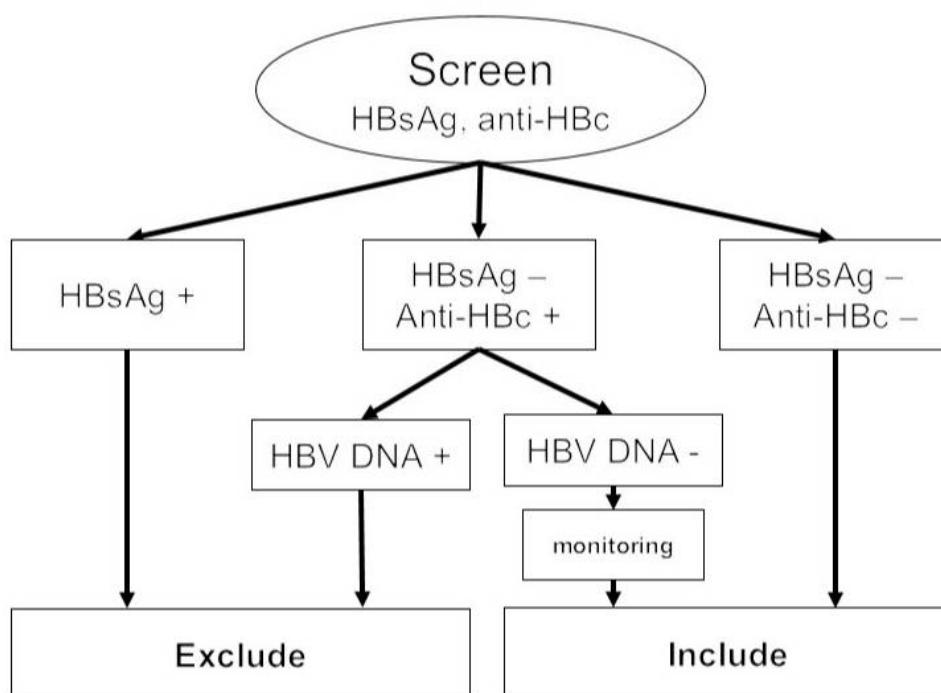 Screen
HBsAg, anti-HBc
HBsAg +
HBsAg –
Anti-HBc +
HBsAg –
Anti-HBc –
HBV DNA +
HBV DNA -
monitoring
Exclude
Include